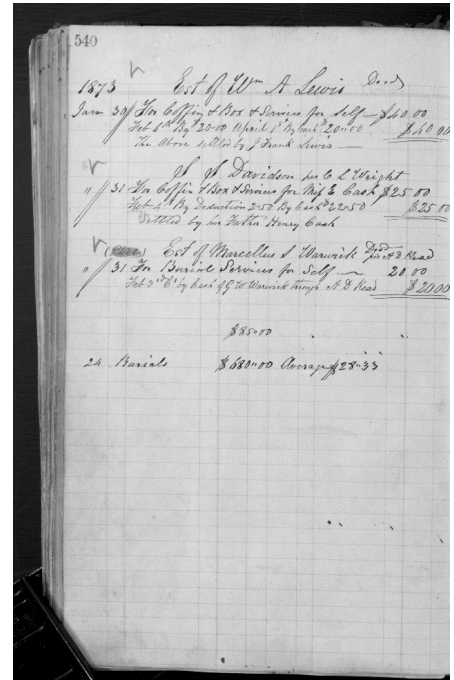 540
1873 Est of Wm A Lewis Decd
Jan 30 For Coffin & Box & Services for Self $40.00
Feb 6th By $20.00 April 5th By Cash $20.00 $40.00
The above settled by J Frank Lewis
J J Davidson per C L Wright
" 31 For Coffin & Box & Services for E Cash $25.00
Feb By Deduction 2.50 By Cash 22.50 $25.00
Settled by her Father Henry Cash
Est of Marcellus S Warwick Decd per A D Read
" 31 For Burial Services for Self 20.00
Feb 3rd by Cash of G W Warwick through A D Read $20.00
$85.00
24 Burials $680.00 Average $28.33